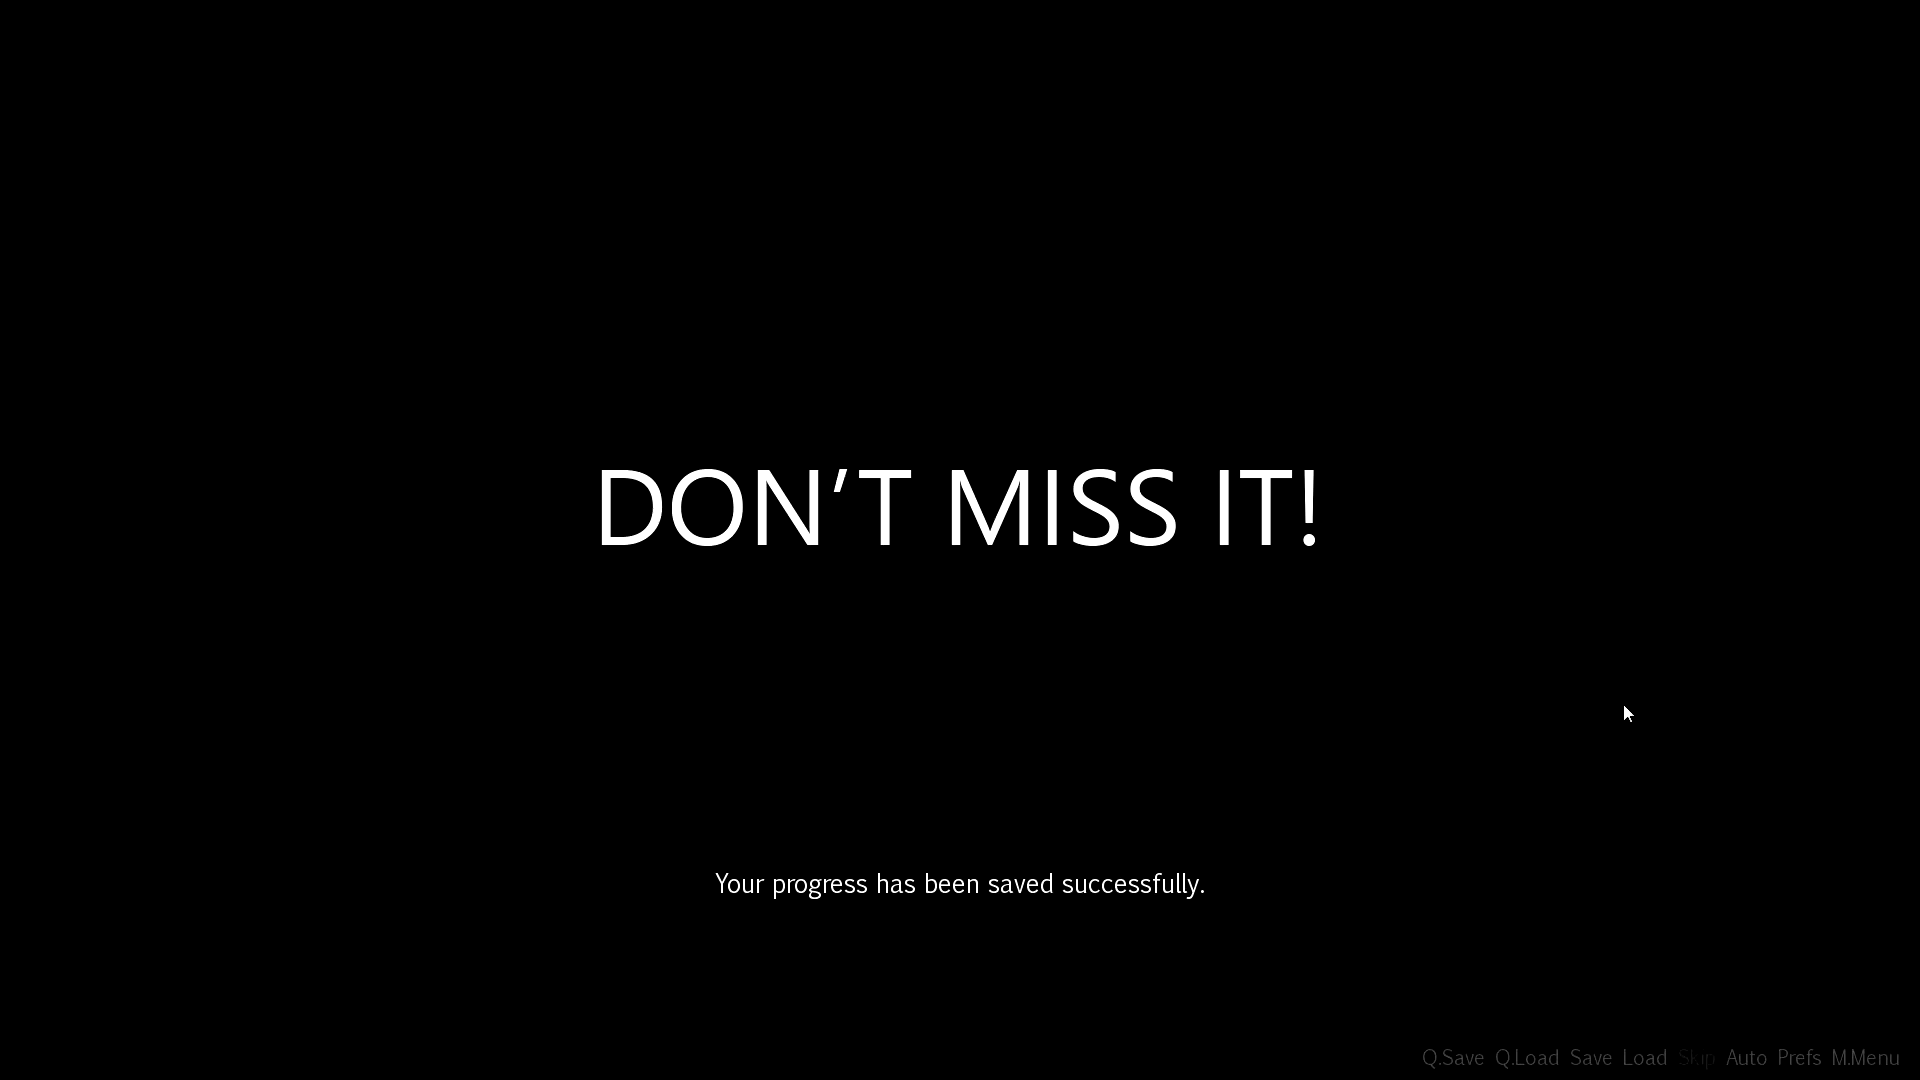 DON’T MISS IT!
Your progress has been saved successfully.
Q.Save Q.Load Save Load Skip Auto Prefs M.Menu